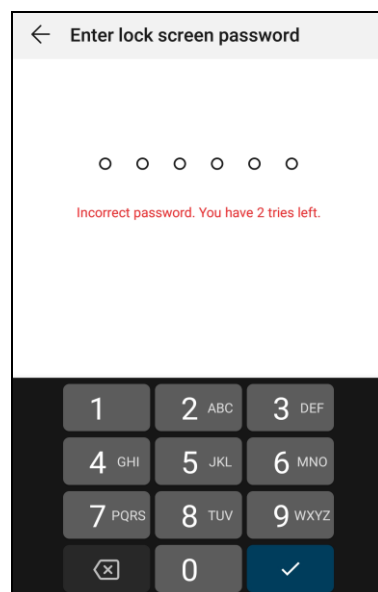 Enter lock screen password
Incorrect password. You have 2 tries left.
1 2 ABC 3 DEF
4 GHI 5 JKL 6 MNO
7 PQRS 8 TUV 9 WXYZ
0